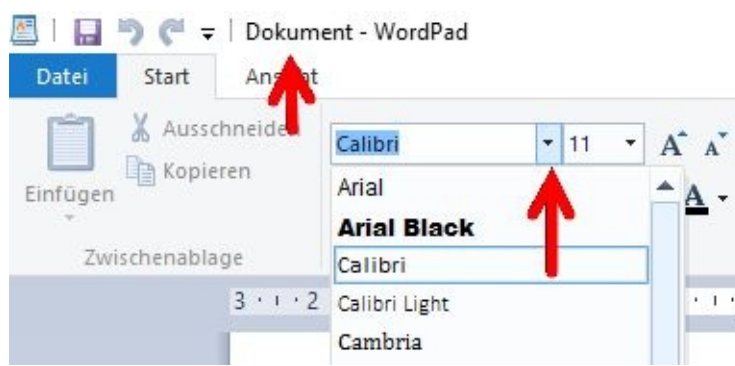 Dokument - WordPad
Datei Start Ansicht
Ausschneiden
Kopieren
Einfügen
Zwischenablage
Calibri 11 A A
A
Arial
Arial Black
Calibri
Calibri Light
Cambria
3 2